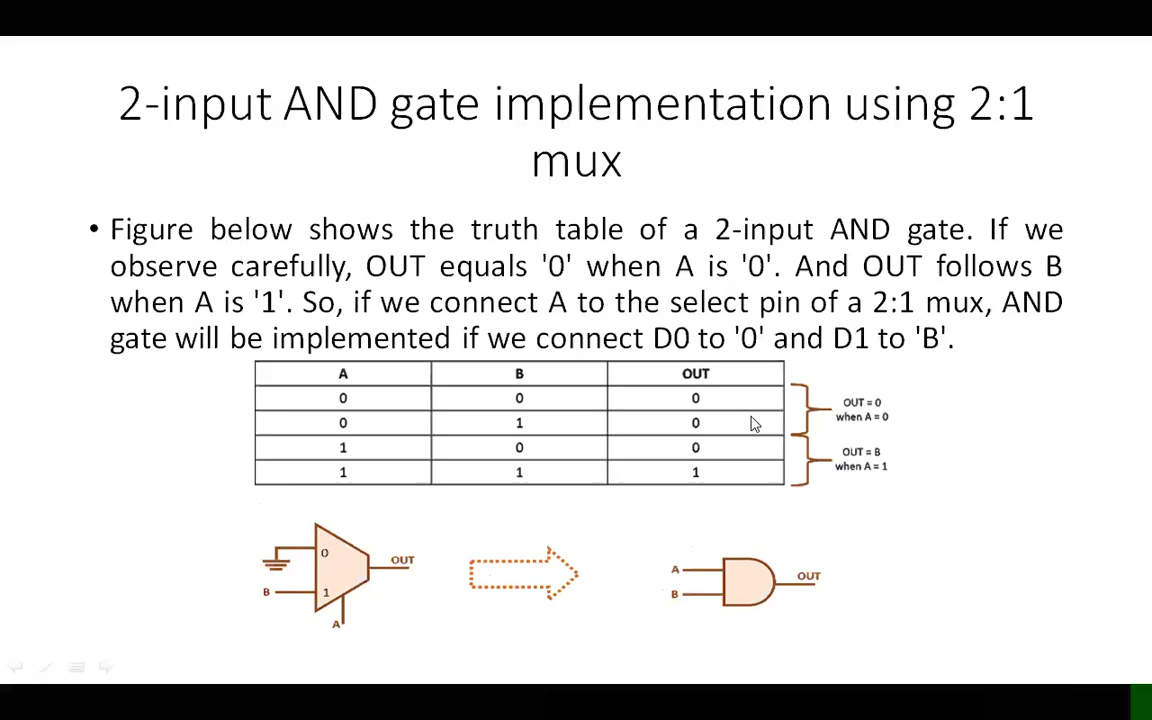 2-input AND gate implementation using 2:1
mux
• Figure below shows the truth table of a 2-input AND gate. If we
observe carefully, OUT equals '0' when A is '0'. And OUT follows B
when A is '1'. So, if we connect A to the select pin of a 2:1 mux, AND
gate will be implemented if we connect D0 to '0' and D1 to 'B'.
A B OUT
0 0 0
0 1 0
1 0 0
1 1 1
OUT = 0
when A = 0
OUT = B
when A = 1
0
OUT
B
1
A
A
B
OUT